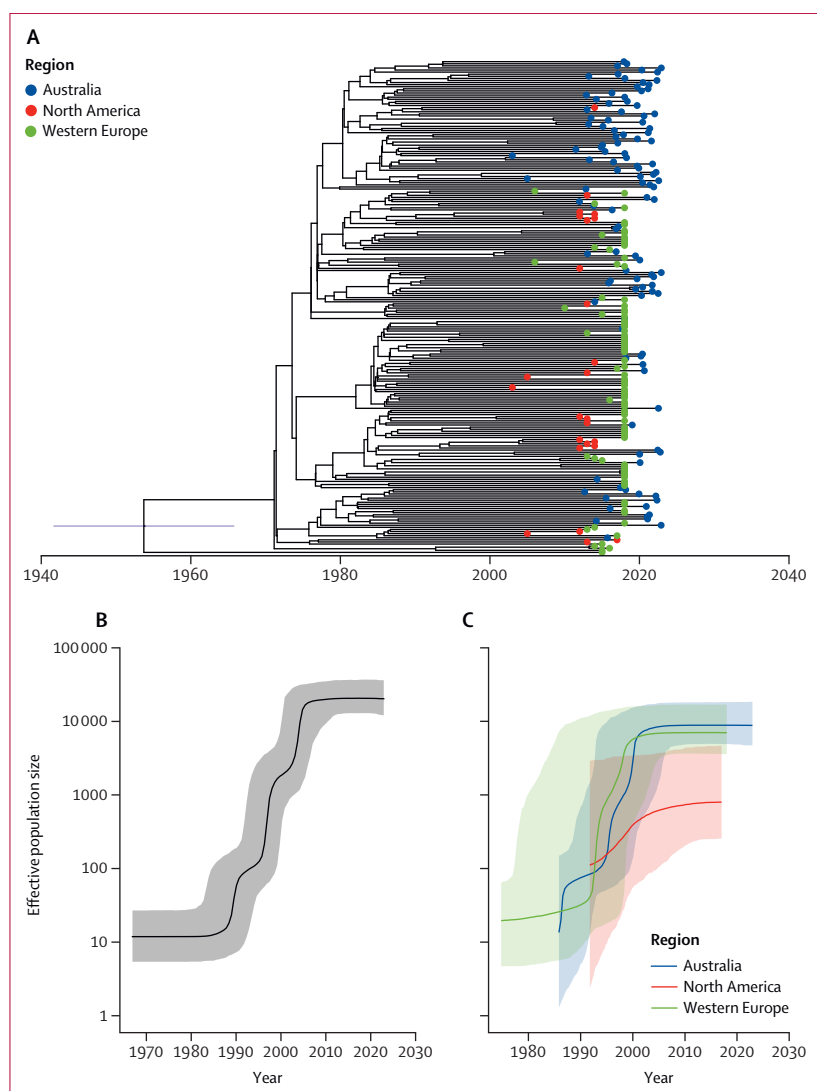 A
Region
Australia
North America
Western Europe
1940 1960 1980 2000 2020 2040
B
C
Effective population size
100 000
10 000
1000
100
10
1
1970 1980 1990 2000 2010 2020 2030
Year
Region
Australia
North America
Western Europe
1980 1990 2000 2010 2020 2030
Year